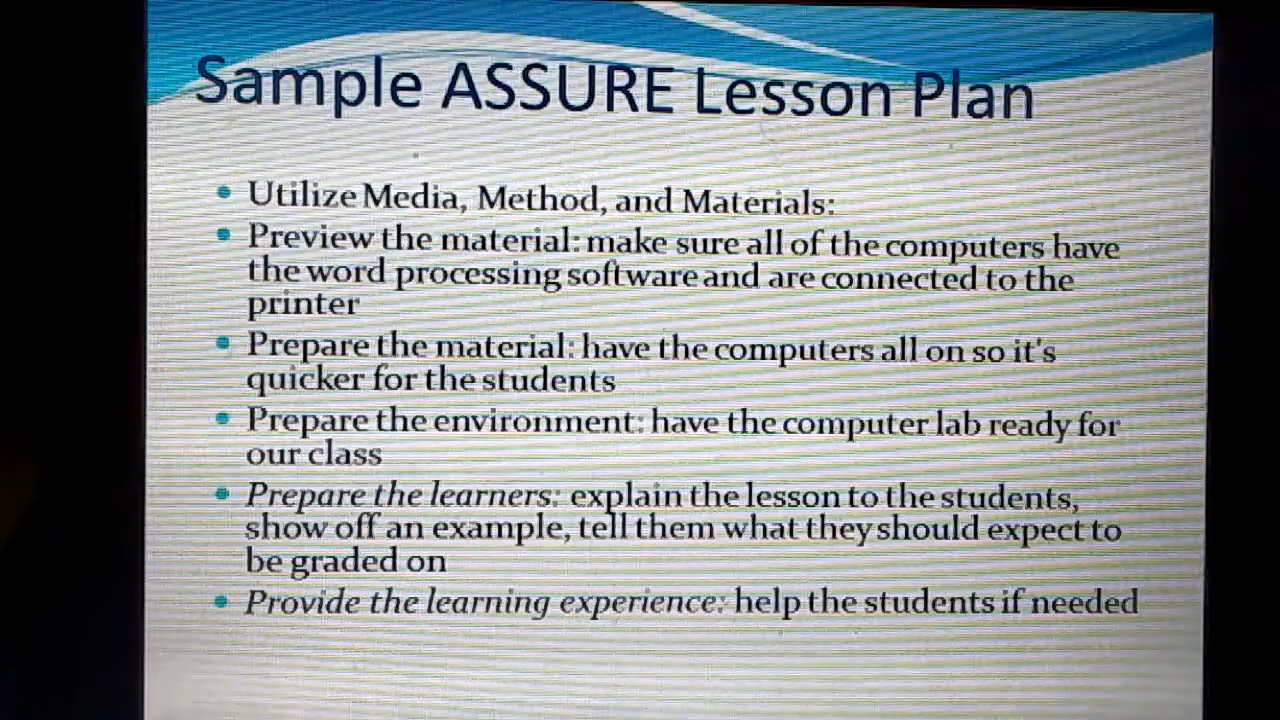 Sample ASSURE Lesson Plan
• Utilize Media, Method, and Materials:
• Preview the material: make sure all of the computers have
the word processing software and are connected to the
printer
• Prepare the material: have the computers all on so it's
quicker for the students
• Prepare the environment: have the computer lab ready for
our class
• Prepare the learners: explain the lesson to the students,
show off an example, tell them what they should expect to
be graded on
• Provide the learning experience: help the students if needed